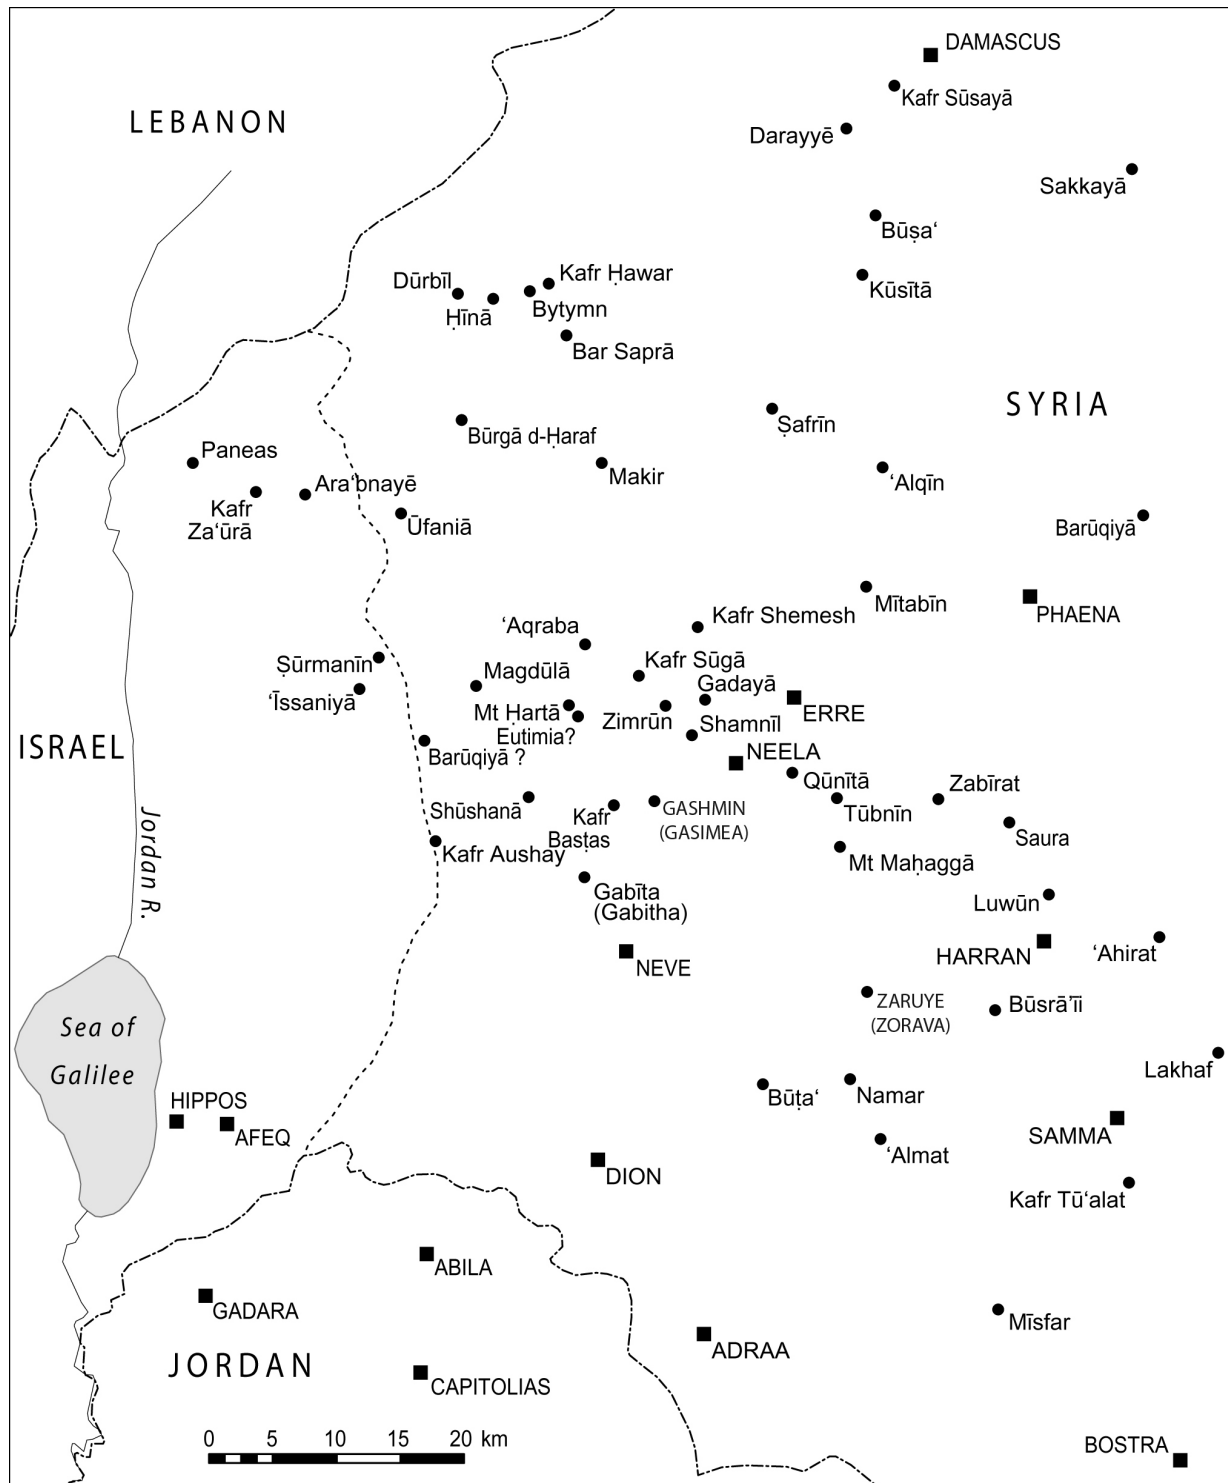 DAMASCUS
Kafr Sūsayā
LEBANON
Darayyē
Sakkayā
Būṣa‘
Kafr Ḥawar
Dūrbīl
Kūsītā
Bytymn
Ḥīnā
Bar Saprā
SYRIA
Ṣafrīn
Būrgā d-Ḥaraf
Paneas
Makir
Ara‘bnayē
‘Alqīn
Kafr
Za‘ūrā
Ūfaniā
Barūqiyā
Mītabīn
Kafr Shemesh
PHAENA
‘Aqraba
Kafr Sūgā
Ṣūrmanīn
Magdūlā
Gadayā
‘Īssaniyā
Mt Ḥartā
Zimrūn
ERRE
Shamnīl
Eutimia?
ISRAEL
NEELA
Barūqiyā ?
Qūnītā
Zabīrat
Shūshanā
GASHMIN
(GASIMEA)
Kafr
Baṣtas
Tūbnīn
Saura
Jordan R.
Kafr Aushay
Mt Maḥaggā
Gabīta
(Gabitha)
Luwūn
HARRAN
‘Ahirat
NEVE
ZARUYE
(ZORAVA)
Būsrā’īi
Sea of
Galilee
Lakhaf
HIPPOS
Būṭa‘
Namar
AFEQ
SAMMA
‘Almat
DION
Kafr Tū‘alat
ABILA
GADARA
Mīsfar
ADRAA
JORDAN
CAPITOLIAS
0 5 10 15 20 km
BOSTRA